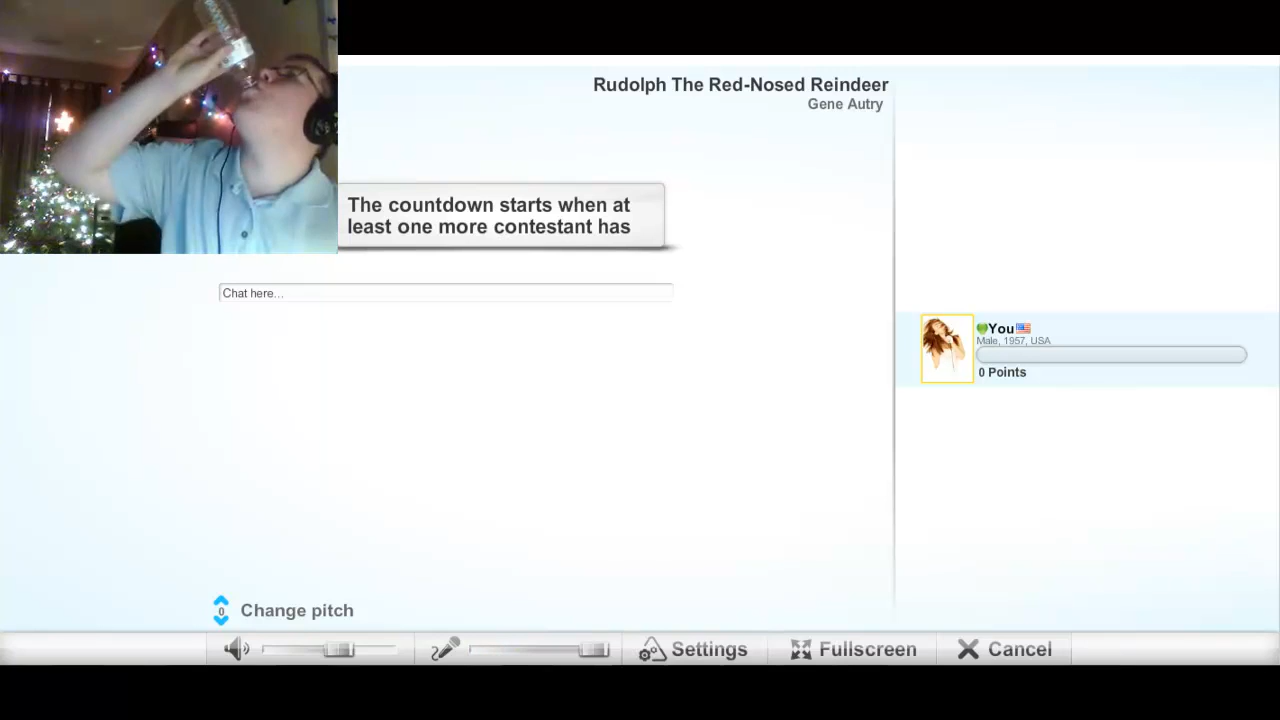 Rudolph The Red-Nosed Reindeer
Gene Autry
The countdown starts when at
least one more contestant has
Chat here...
You
Male, 1957, USA
0 Points
0 Change pitch
Settings Fullscreen Cancel